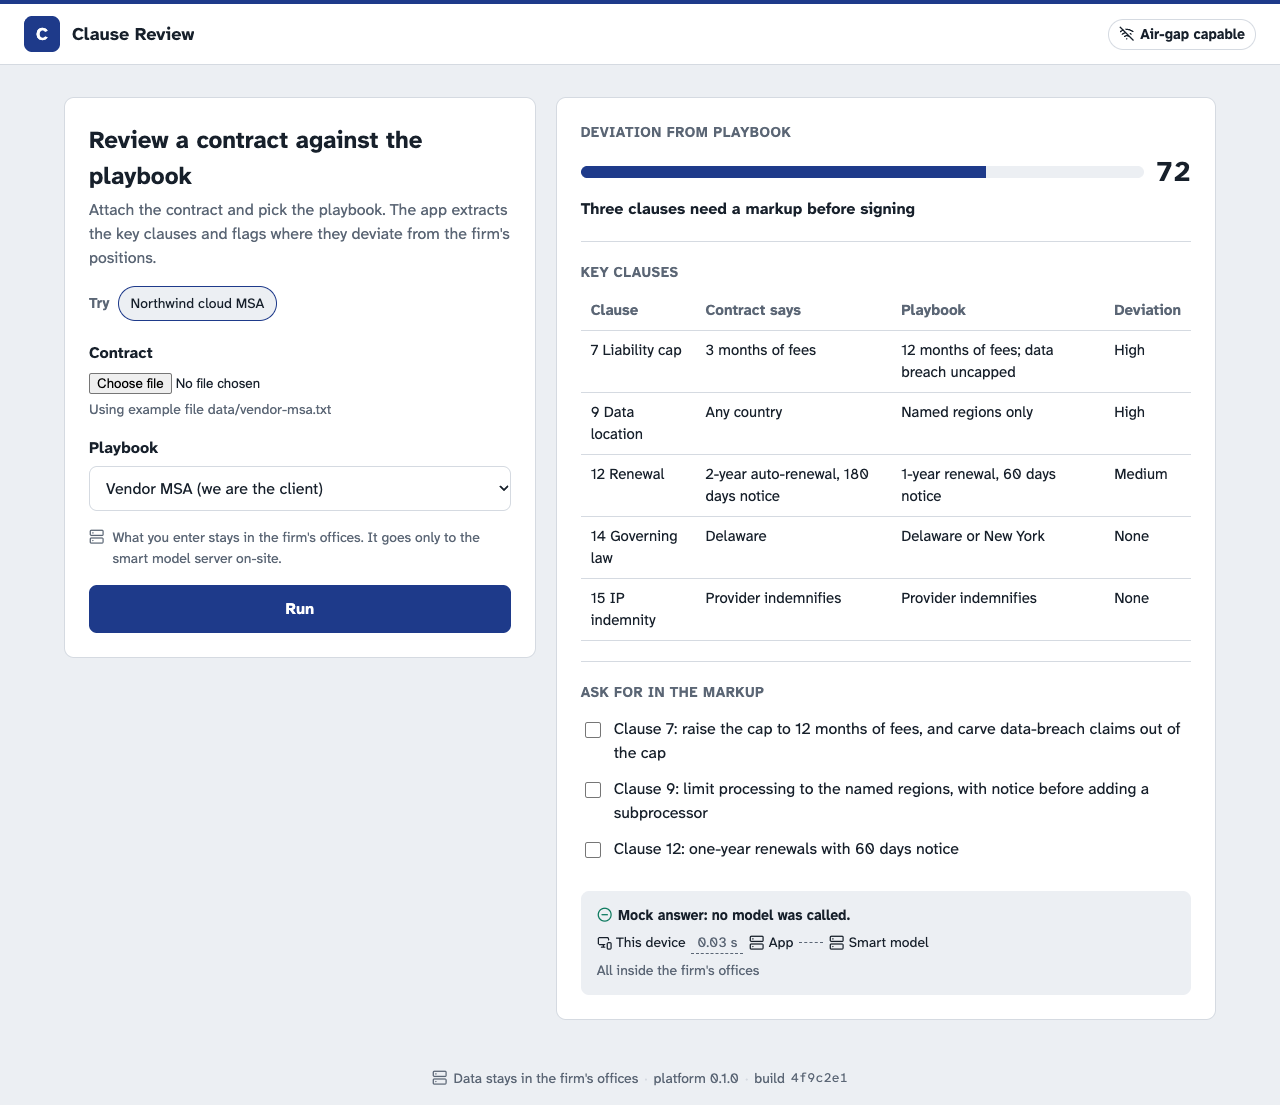 C Clause Review
Air-gap capable
Review a contract against the
playbook
Attach the contract and pick the playbook. The app extracts
the key clauses and flags where they deviate from the firm's
positions.
Try Northwind cloud MSA
Contract
Choose file No file chosen
Using example file data/vendor-msa.txt
Playbook
Vendor MSA (we are the client)
What you enter stays in the firm's offices. It goes only to the
smart model server on-site.
Run
DEVIATION FROM PLAYBOOK
72
Three clauses need a markup before signing
KEY CLAUSES
Clause Contract says Playbook Deviation
7 Liability cap 3 months of fees 12 months of fees; data High
breach uncapped
9 Data Any country Named regions only High
location
12 Renewal 2-year auto-renewal, 180 1-year renewal, 60 days Medium
days notice notice
14 Governing Delaware Delaware or New York None
law
15 IP Provider indemnifies Provider indemnifies None
indemnity
ASK FOR IN THE MARKUP
Clause 7: raise the cap to 12 months of fees, and carve data-breach claims out of
the cap
Clause 9: limit processing to the named regions, with notice before adding a
subprocessor
Clause 12: one-year renewals with 60 days notice
Mock answer: no model was called.
This device 0.03 s App Smart model
All inside the firm's offices
Data stays in the firm's offices · platform 0.1.0 · build 4f9c2e1